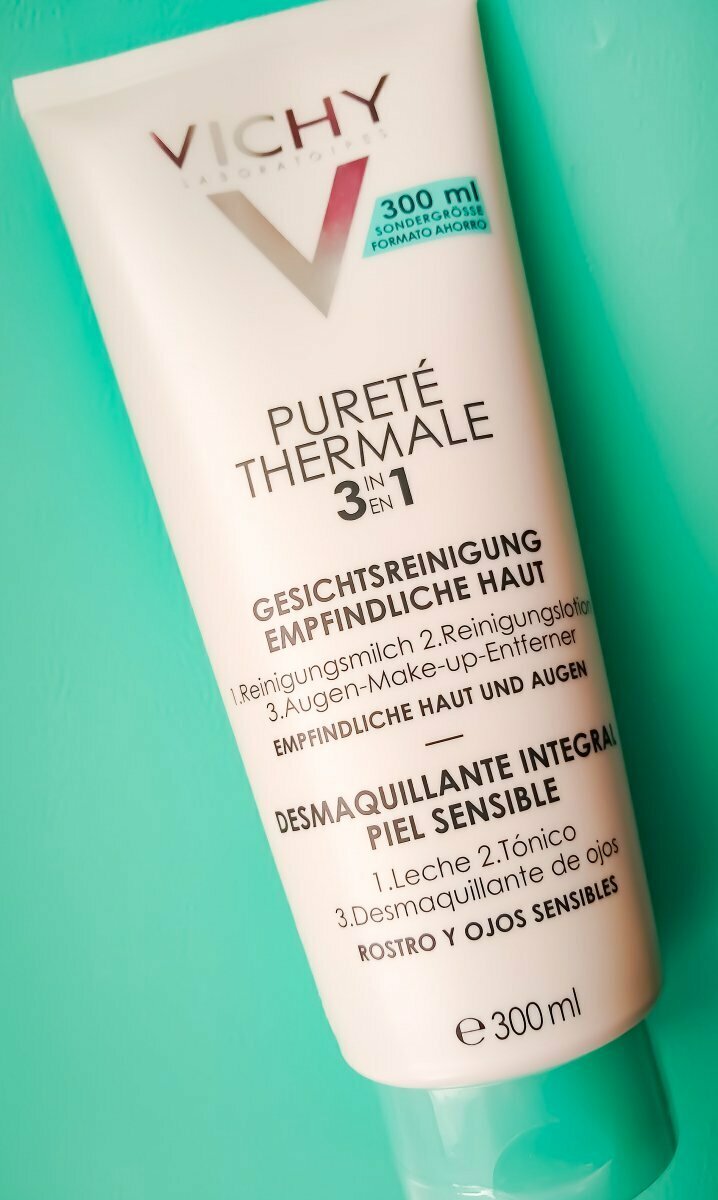 VICHY
LABORATOIRES
300 ml
SONDERGRÖSSE
FORMATO AHORRO
PURETÉ
THERMALE
3 IN EN 1
GESICHTSREINIGUNG
EMPFINDLICHE HAUT
1.Reinigungsmilch 2.Reinigungslotion
3.Augen-Make-up-Entferner
EMPFINDLICHE HAUT UND AUGEN
DESMAQUILLANTE INTEGRAL
PIEL SENSIBLE
1.Leche 2.Tónico
3.Desmaquillante de ojos
ROSTRO Y OJOS SENSIBLES
℮ 300 ml